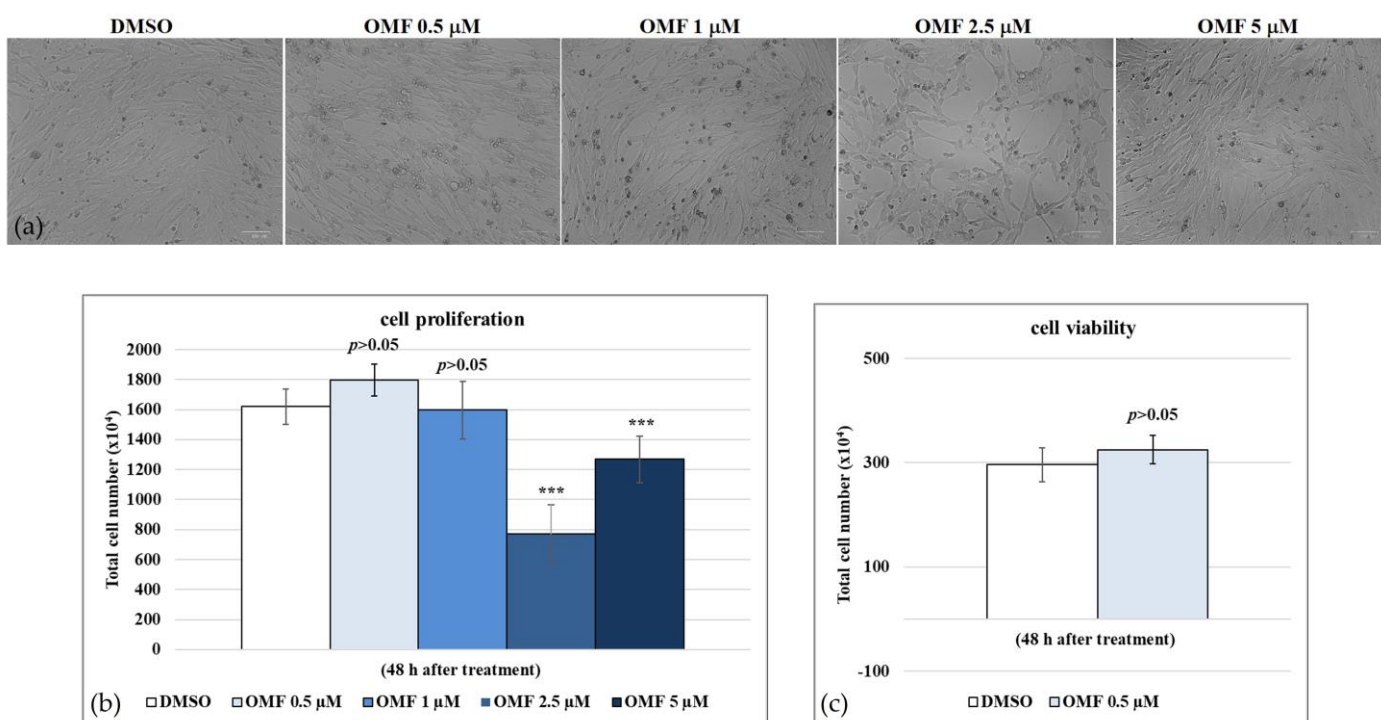 DMSO OMF 0.5 µM OMF 1 µM OMF 2.5 µM OMF 5 µM
(a)
cell proliferation
Total cell number (x10⁴)
2000
1800
1600
1400
1200
1000
800
600
400
200
0
p>0.05
p>0.05
***
***
(48 h after treatment)
(b) DMSO OMF 0.5 µM OMF 1 µM OMF 2.5 µM OMF 5 µM
cell viability
Total cell number (x10⁴)
500
300
100
-100
p>0.05
(48 h after treatment)
(c) DMSO OMF 0.5 µM